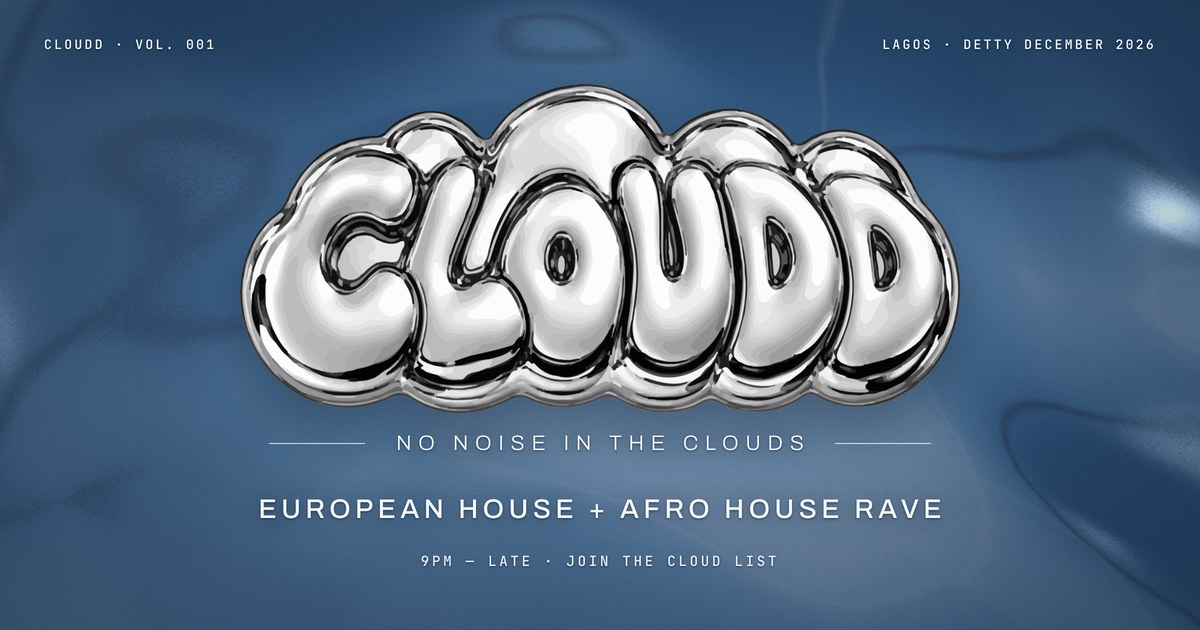 CLOUDD · VOL. 001
LAGOS · DETTY DECEMBER 2026
CLOUDD
NO NOISE IN THE CLOUDS
EUROPEAN HOUSE + AFRO HOUSE RAVE
9PM — LATE · JOIN THE CLOUD LIST